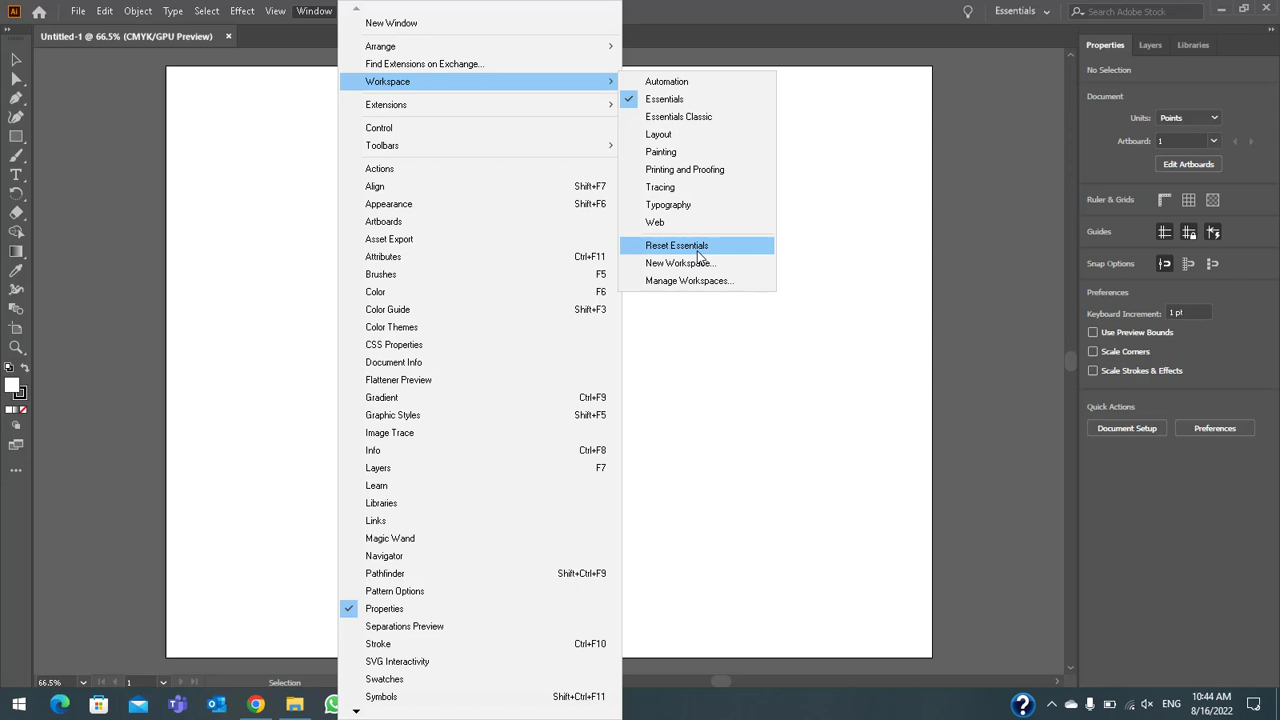 Ai
File
Edit
Object
Type
Select
Effect
Window
Essentials
Search Adobe Stock
Untitled-1 @ 66.5% (CMYK/GPU Preview)
New Window
Arrange
Find Extensions on Exchange...
Workspace
Extensions
Control
Toolbars
Actions
Align Shift+F7
Appearance Shift+F6
Artboards
Asset Export
Attributes Ctrl+F11
Brushes F5
Color F6
Color Guide Shift+F3
Color Themes
CSS Properties
Document Info
Flattener Preview
Gradient Ctrl+F9
Graphic Styles Shift+F5
Image Trace
Info Ctrl+F8
Layers F7
Learn
Libraries
Links
Magic Wand
Navigator
Pathfinder Shift+Ctrl+F9
Pattern Options
Properties
Separations Preview
Stroke Ctrl+F10
SVG Interactivity
Swatches
Symbols Shift+Ctrl+F11
Automation
Essentials
Essentials Classic
Layout
Painting
Printing and Proofing
Tracing
Typography
Web
Reset Essentials
New Workspace...
Manage Workspaces...
Properties Layers Libraries
No Selection
Document
Units: Points
Artboard: 1
Edit Artboards
Ruler & Grids
Guides
Snap Options
Preferences
Keyboard Increment: 1 pt
Use Preview Bounds
Scale Corners
Scale Strokes & Effects
Quick Actions
Document Setup Preferences
66.5% 1 Selection
ENG
10:44 AM
8/16/2022